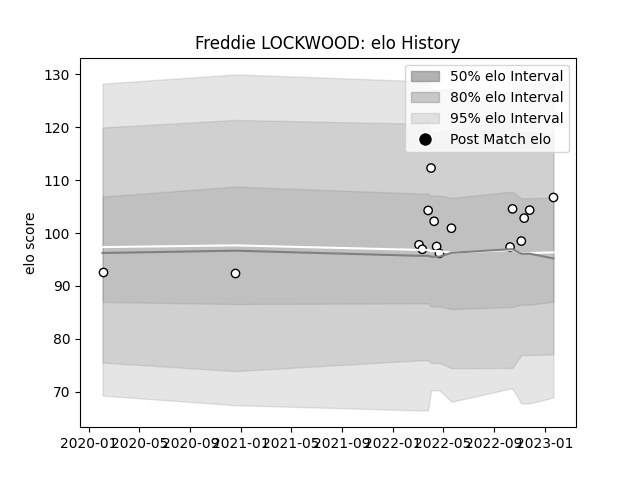 Freddie LOCKWOOD: elo History
130
120
110
100
90
80
70
elo score
50% elo Interval
80% elo Interval
95% elo Interval
Post Match elo
2020-01 2020-05 2020-09 2021-01 2021-05 2021-09 2022-01 2022-05 2022-09 2023-01